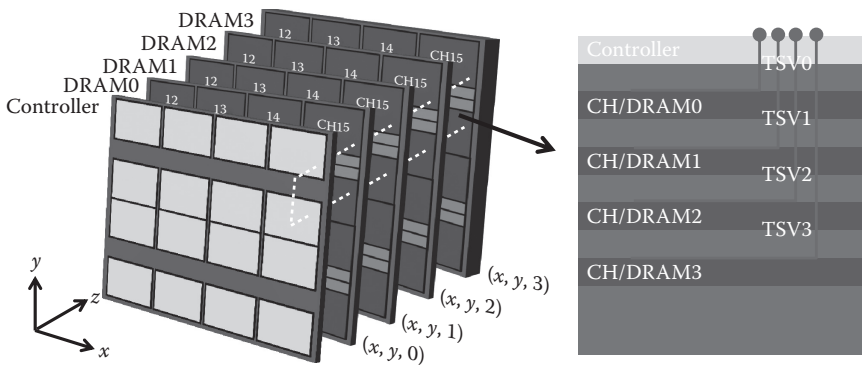 DRAM3
DRAM2
DRAM1
DRAM0
Controller
12 13 14 CH15
12 13 14 CH15
12 13 14 CH15
12 13 14 CH15
y
z
x
(x, y, 0)
(x, y, 1)
(x, y, 2)
(x, y, 3)
Controller
TSV0
CH/DRAM0
TSV1
CH/DRAM1
TSV2
CH/DRAM2
TSV3
CH/DRAM3